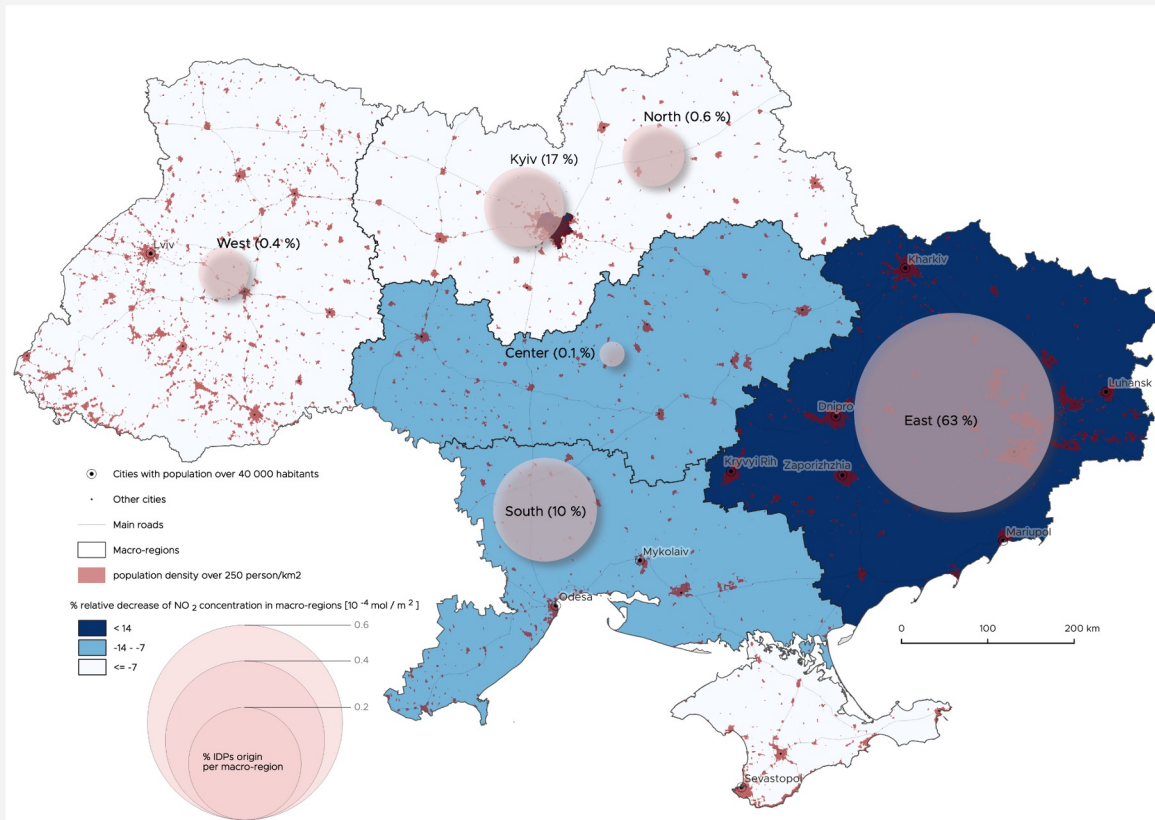 North (0.6 %)
Kyiv (17 %)
Lviv
West (0.4 %)
Kharkiv
Center (0.1 %)
Luhansk
Dnipro
East (63 %)
Kryvyi Rih
Zaporizhzhia
South (10 %)
Mariupol
Mykolaiv
Odesa
Sevastopol
Cities with population over 40 000 habitants
Other cities
Main roads
Macro-regions
population density over 250 person/km2
% relative decrease of NO 2 concentration in macro-regions [10 -4 mol / m 2 ]
< 14
-14 - -7
<= -7
0.6
0.4
0.2
% IDPs origin
per macro-region
0 120 200 km